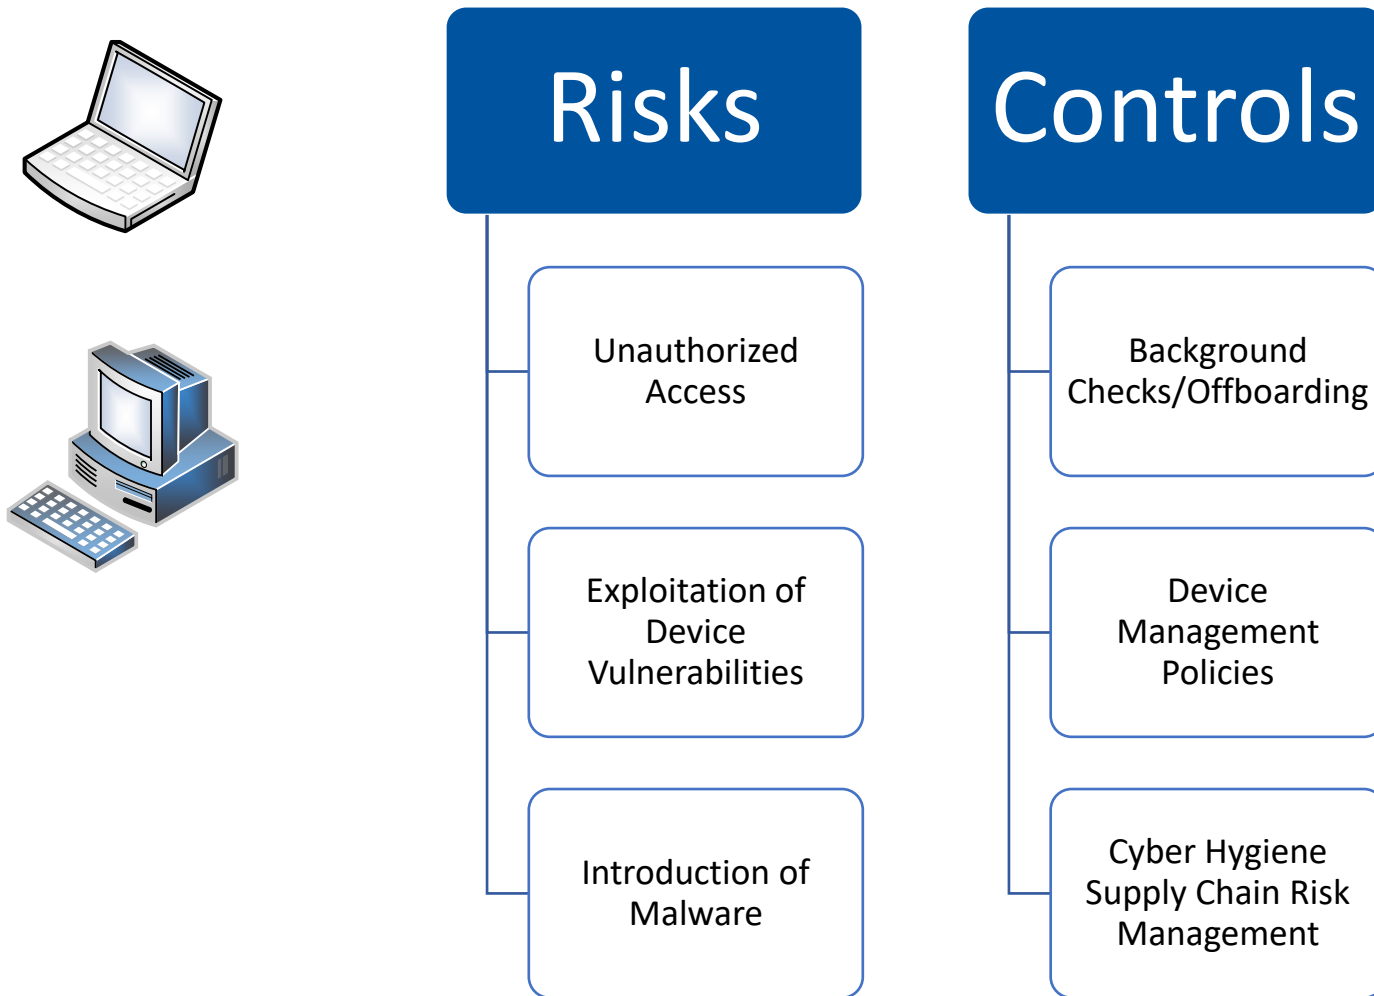 Risks
Unauthorized
Access
Exploitation of
Device
Vulnerabilities
Introduction of
Malware
Controls
Background
Checks/Offboarding
Device
Management
Policies
Cyber Hygiene
Supply Chain Risk
Management